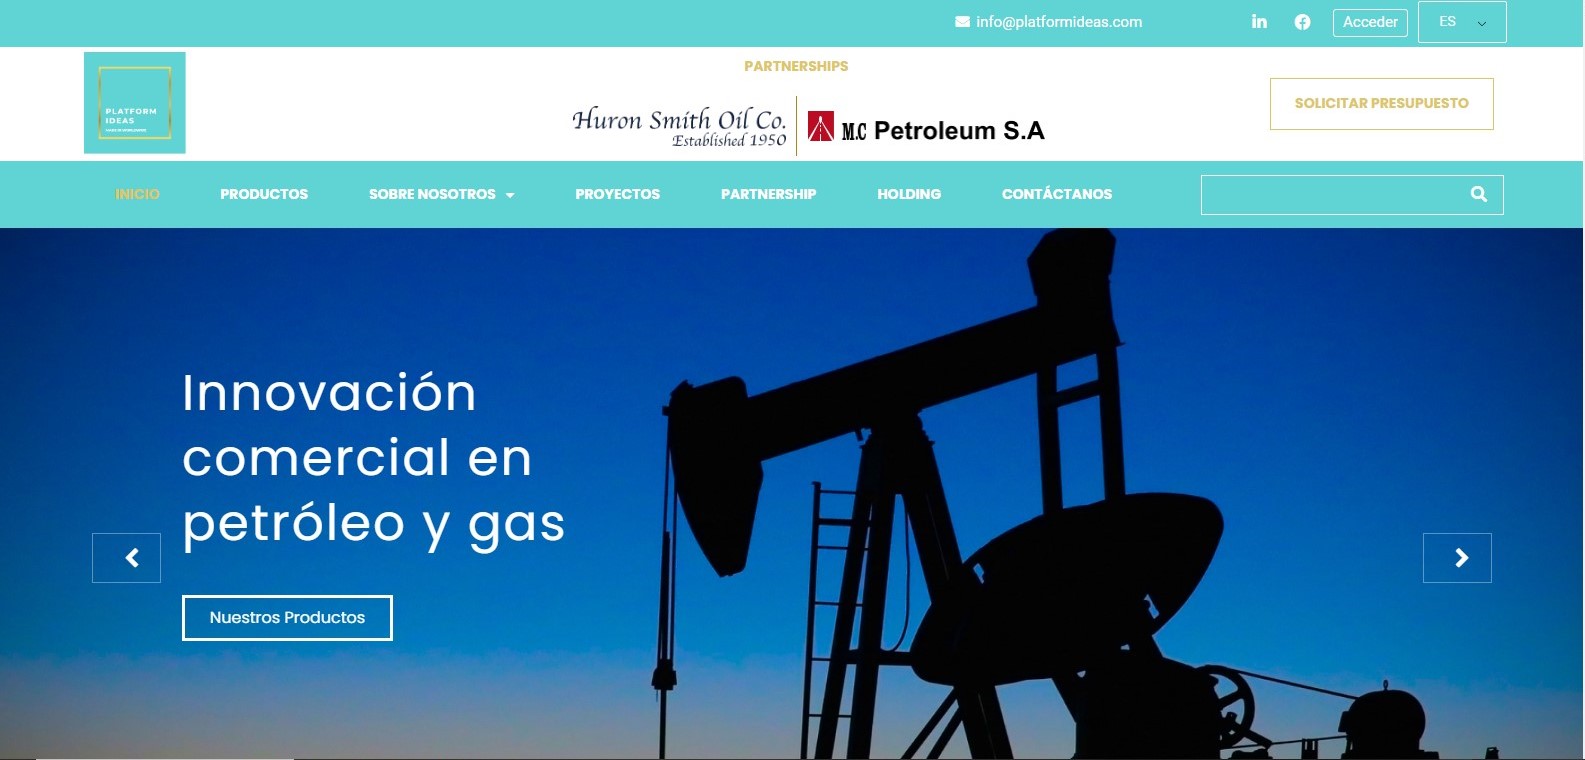 info@platformideas.com
Acceder
ES
PLATFORM
IDEAS
PARTNERSHIPS
Huron Smith Oil Co.
Established 1950
M.C Petroleum S.A
SOLICITAR PRESUPUESTO
INICIO
PRODUCTOS
SOBRE NOSOTROS
PROYECTOS
PARTNERSHIP
HOLDING
CONTÁCTANOS
Innovación
comercial en
petróleo y gas
Nuestros Productos